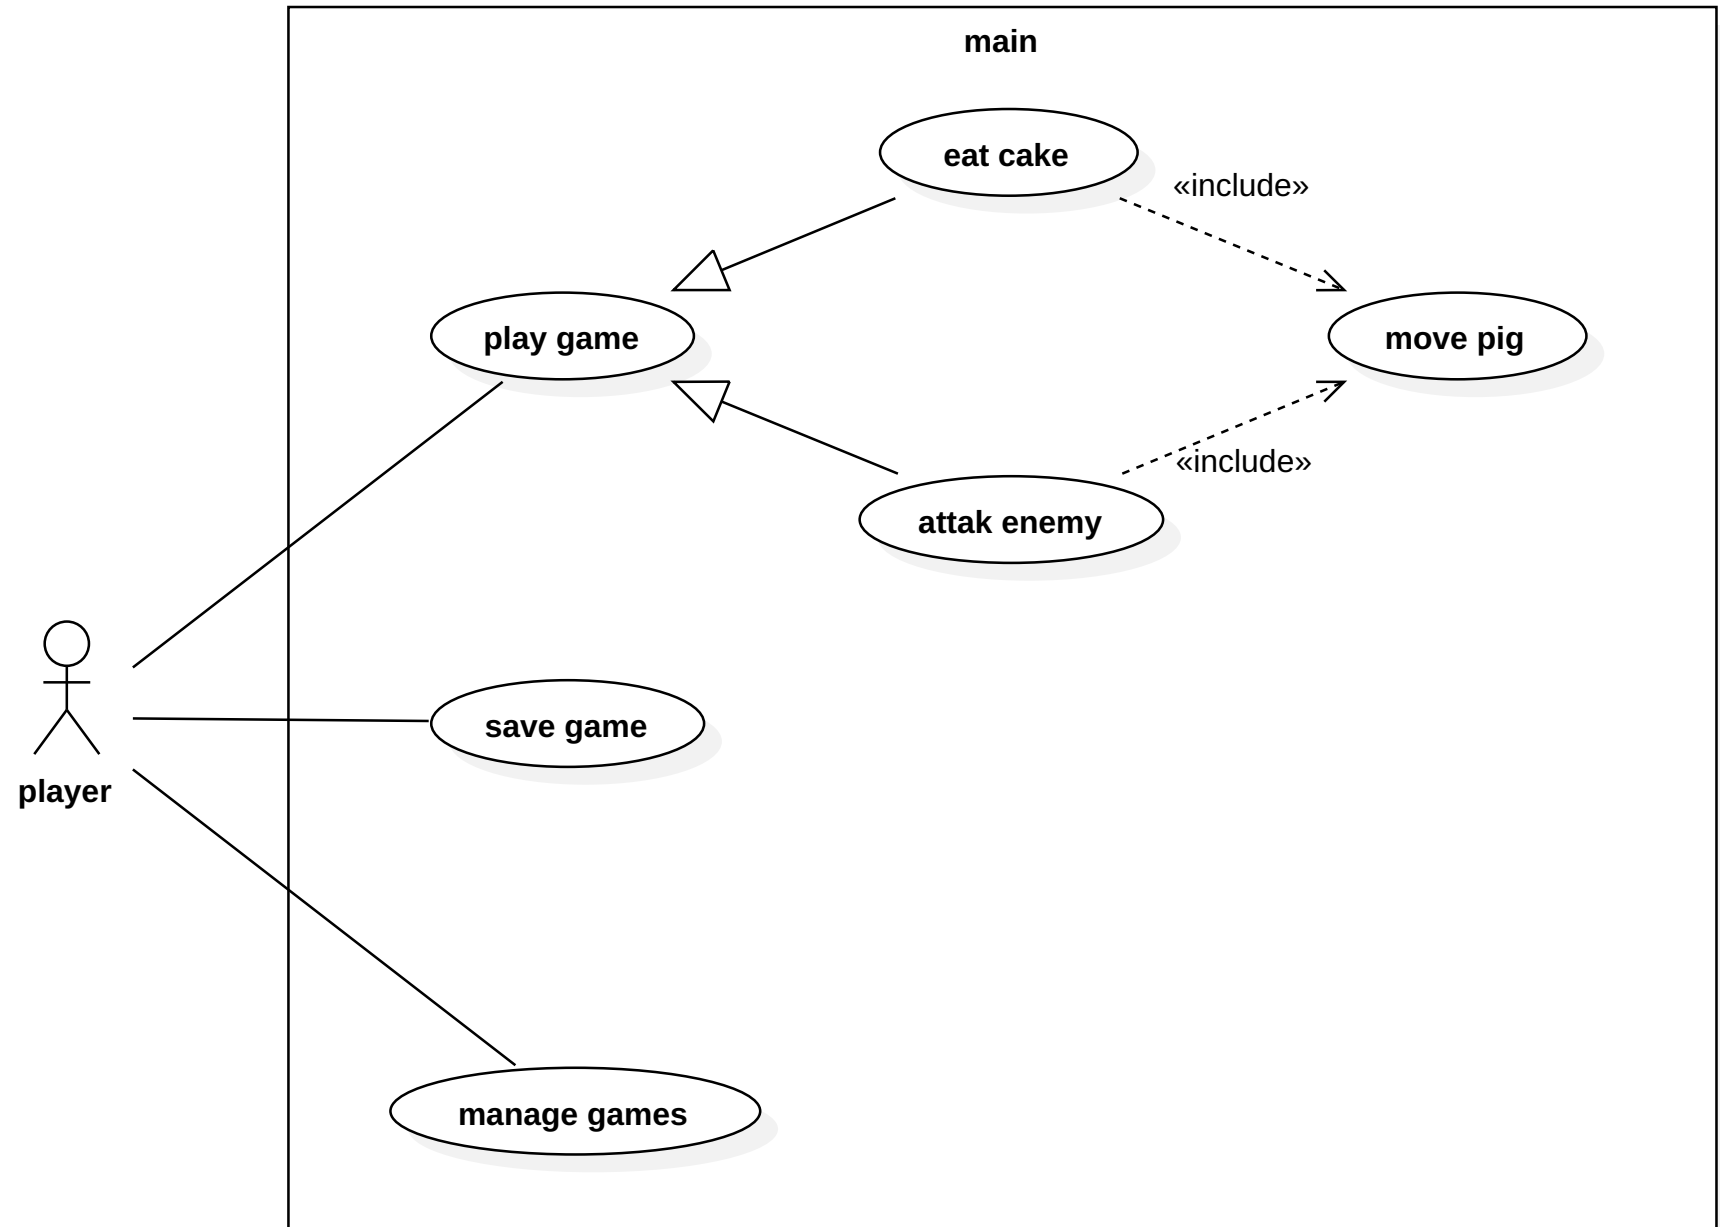 main
eat cake
«include»
play game
move pig
«include»
attak enemy
save game
player
manage games